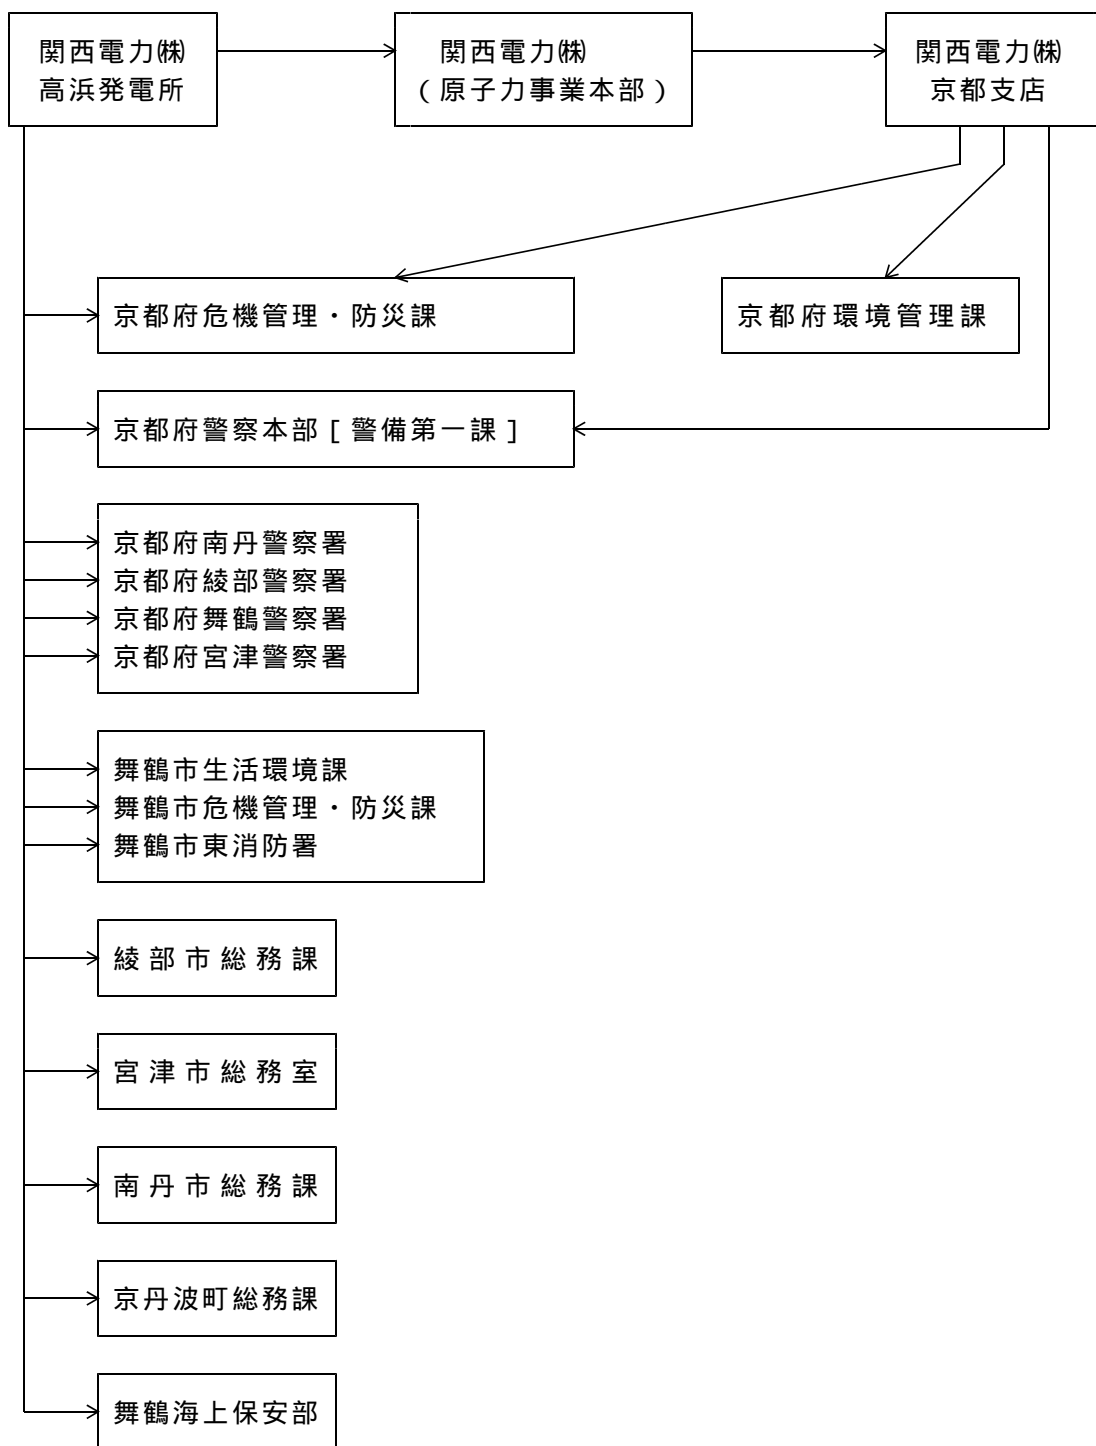 関西電力㈱
高浜発電所
関西電力㈱
(原子力事業本部)
関西電力㈱
京都支店
京都府危機管理・防災課
京都府環境管理課
京都府警察本部[警備第一課]
京都府南丹警察署
京都府綾部警察署
京都府舞鶴警察署
京都府宮津警察署
舞鶴市生活環境課
舞鶴市危機管理・防災課
舞鶴市東消防署
綾部市総務課
宮津市総務室
南丹市総務課
京丹波町総務課
舞鶴海上保安部